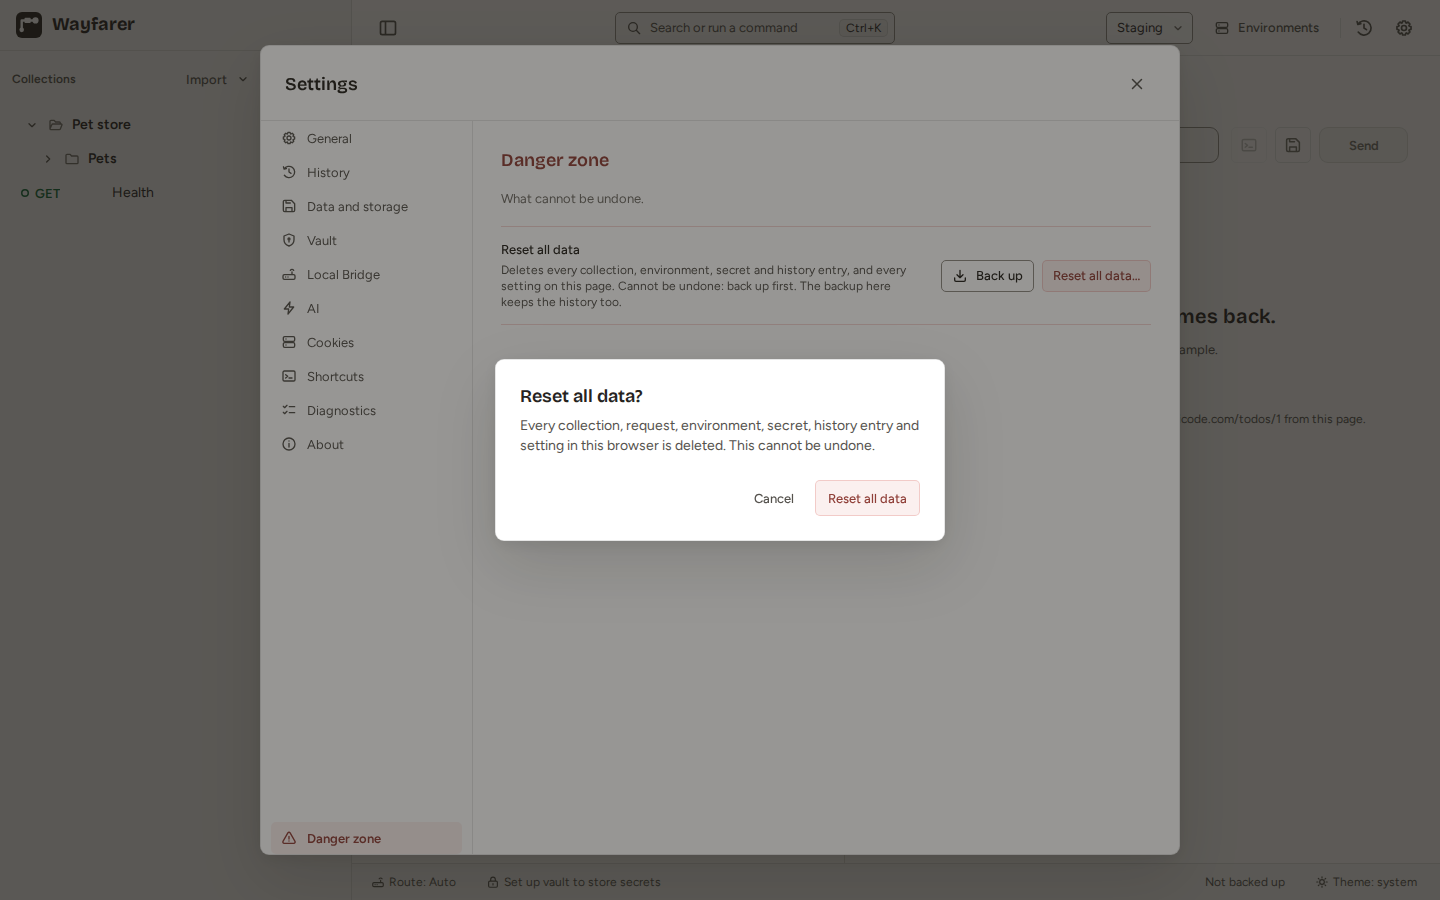 Wayfarer
Search or run a command
Ctrl+K
Staging
Environments
Collections
Import
Pet store
Pets
GET
Health
Settings
General
History
Data and storage
Vault
Local Bridge
AI
Cookies
Shortcuts
Diagnostics
About
Danger zone
Danger zone
What cannot be undone.
Reset all data
Deletes every collection, environment, secret and history entry, and every
setting on this page. Cannot be undone: back up first. The backup here
keeps the history too.
Back up
Reset all data...
Reset all data?
Every collection, request, environment, secret, history entry and
setting in this browser is deleted. This cannot be undone.
Cancel
Reset all data
Send
mes back.
ample.
code.com/todos/1 from this page.
Route: Auto
Set up vault to store secrets
Not backed up
Theme: system